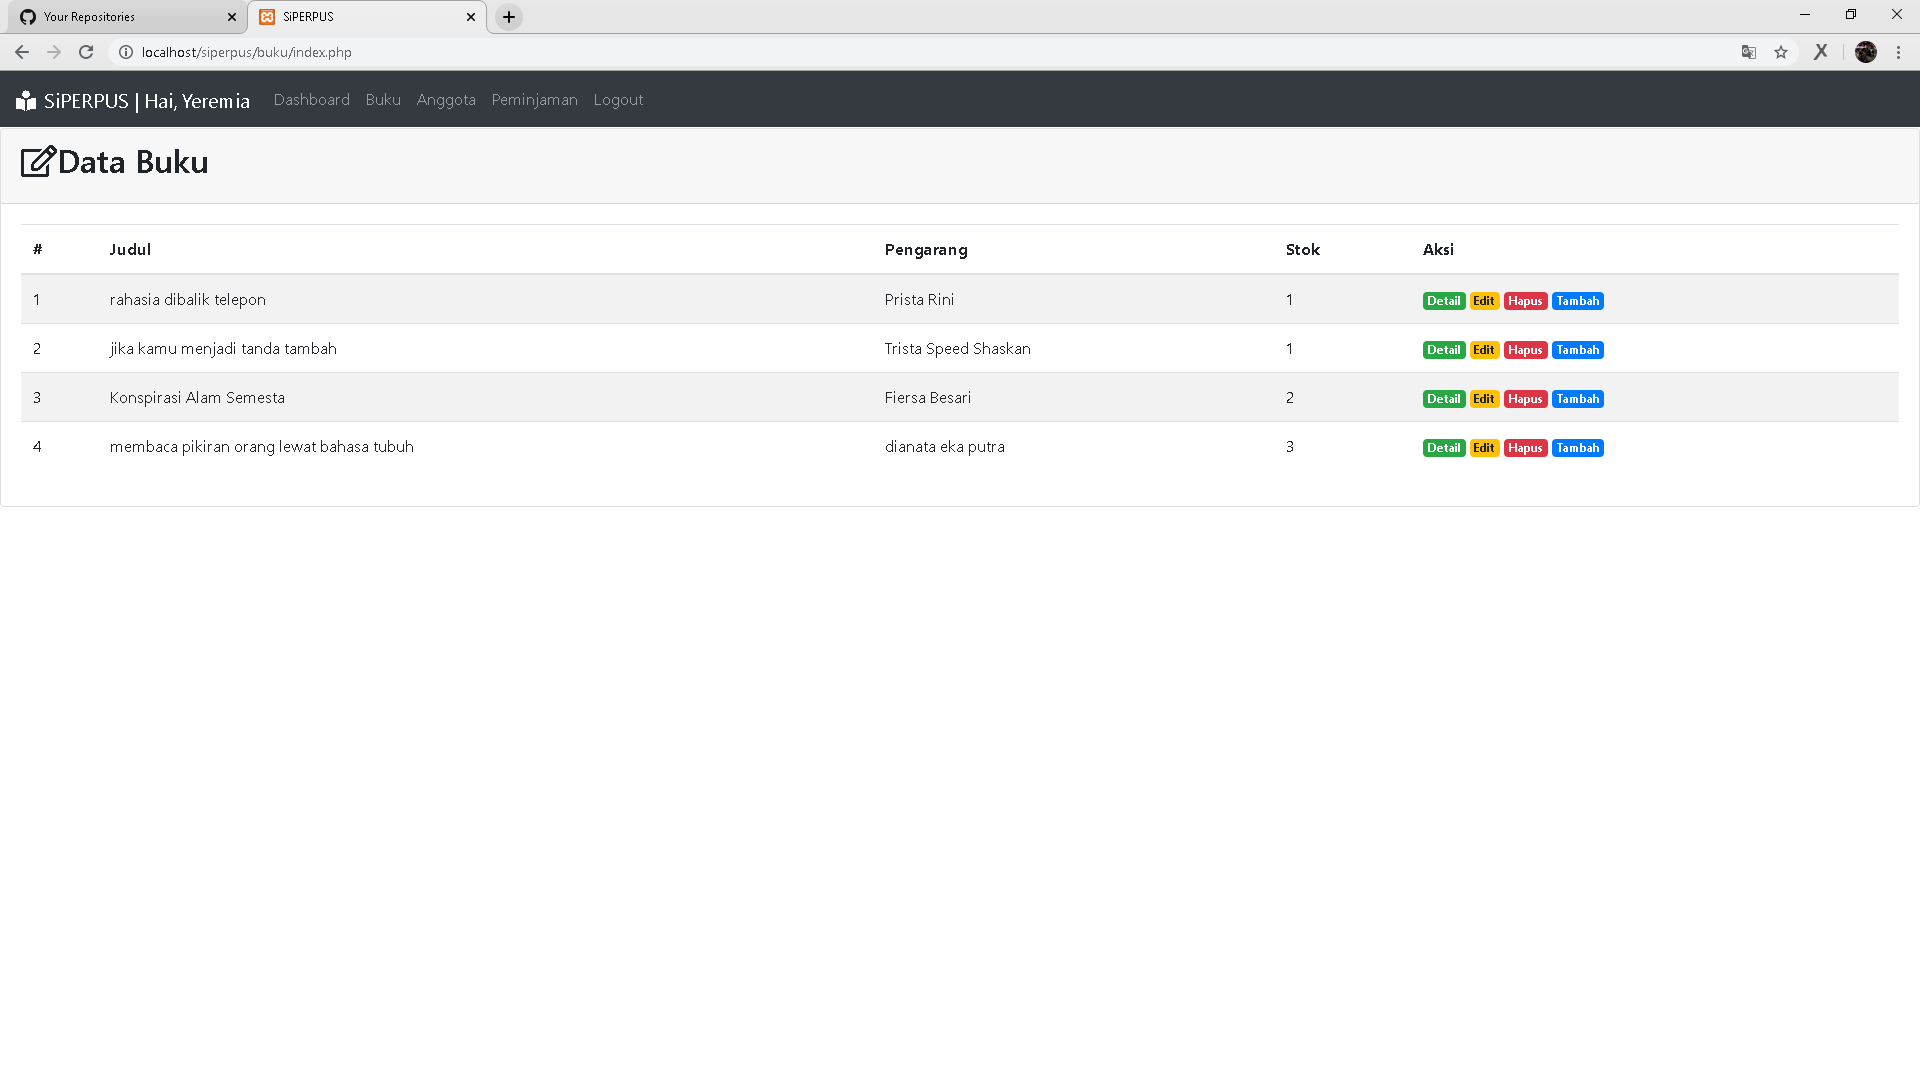 Your Repositories
SiPERPUS
localhost/siperpus/buku/index.php
SiPERPUS | Hai, Yeremia Dashboard Buku Anggota Peminjaman Logout
Data Buku
# Judul Pengarang Stok Aksi
1 rahasia dibalik telepon Prista Rini 1 Detail Edit Hapus Tambah
2 jika kamu menjadi tanda tambah Trista Speed Shaskan 1 Detail Edit Hapus Tambah
3 Konspirasi Alam Semesta Fiersa Besari 2 Detail Edit Hapus Tambah
4 membaca pikiran orang lewat bahasa tubuh dianata eka putra 3 Detail Edit Hapus Tambah